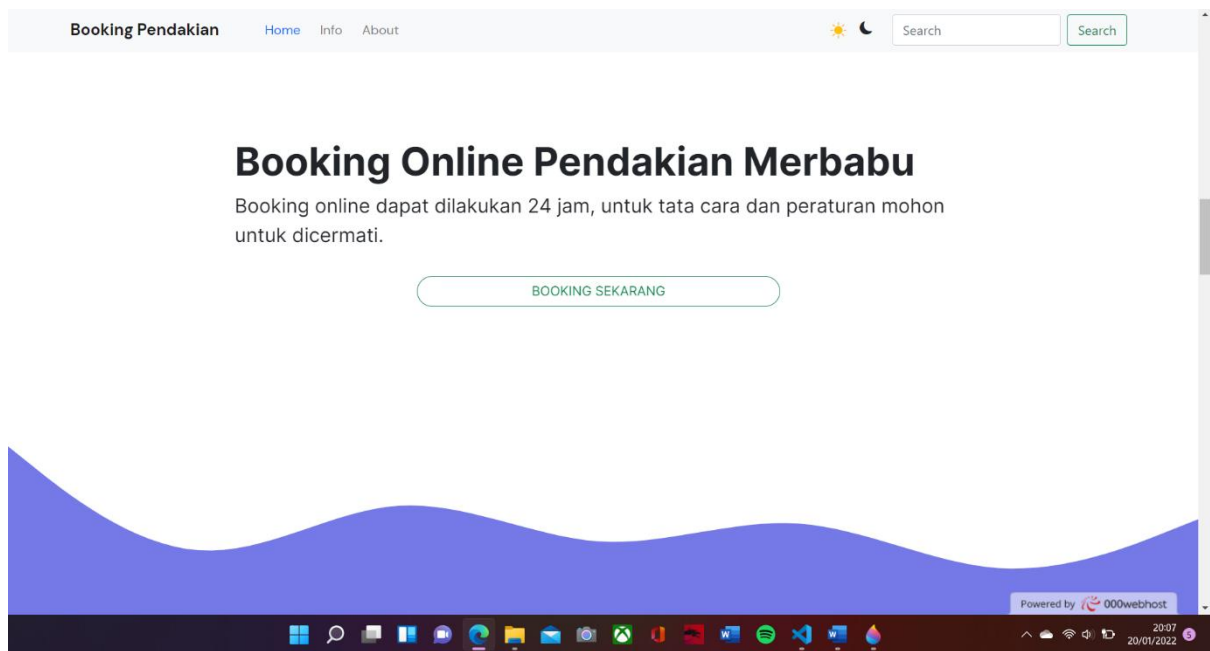 Booking Pendakian Home Info About Search Search
Booking Online Pendakian Merbabu
Booking online dapat dilakukan 24 jam, untuk tata cara dan peraturan mohon
untuk dicermati.
BOOKING SEKARANG
Powered by 000webhost
20:07
20/01/2022 5